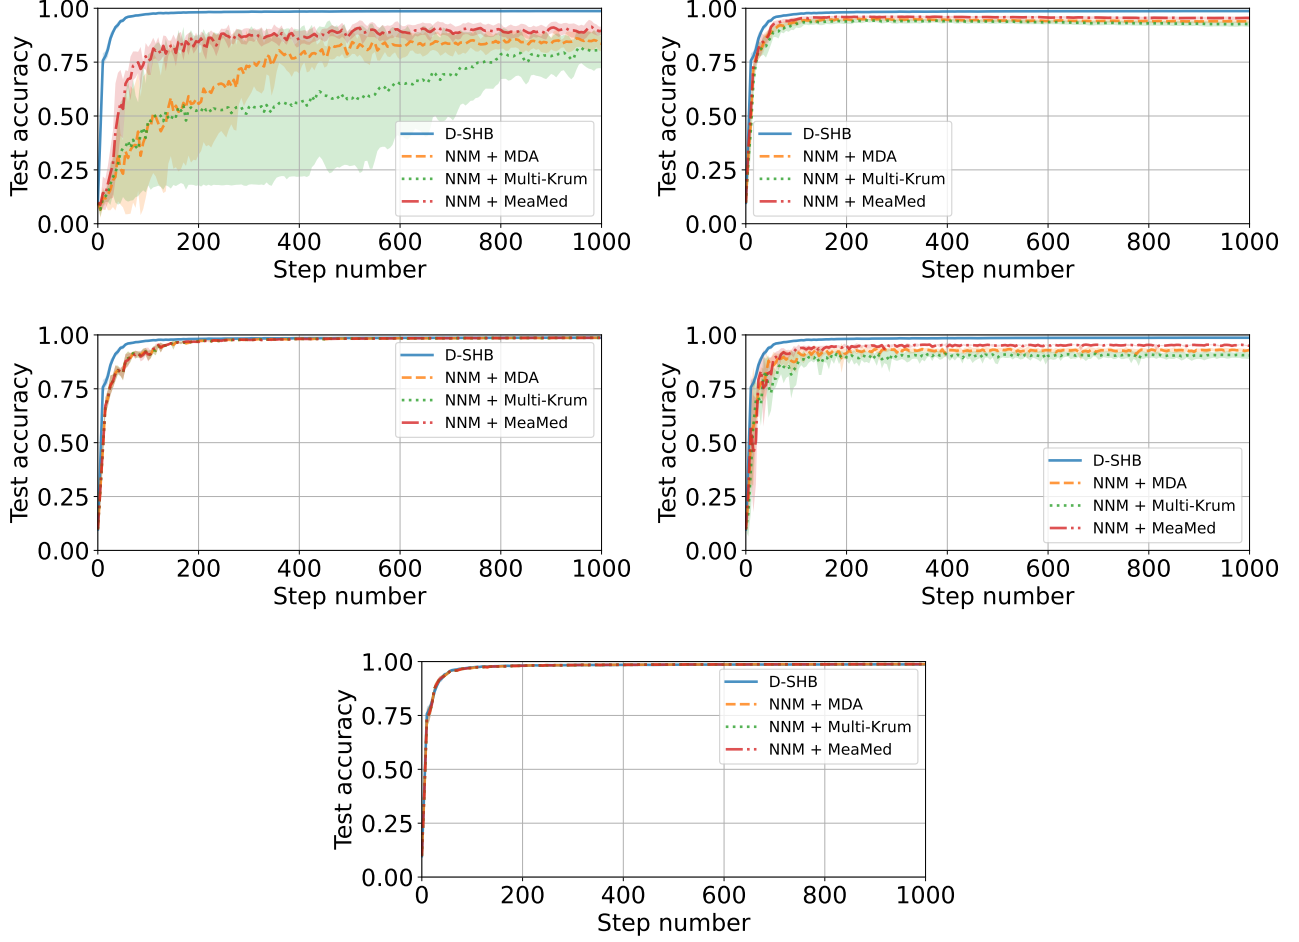 1.00
0.75
0.50
0.25
0.00
Test accuracy
D-SHB
NNM + MDA
NNM + Multi-Krum
NNM + MeaMed
0 200 400 600 800 1000
Step number
1.00
0.75
0.50
0.25
0.00
Test accuracy
D-SHB
NNM + MDA
NNM + Multi-Krum
NNM + MeaMed
0 200 400 600 800 1000
Step number
1.00
0.75
0.50
0.25
0.00
Test accuracy
D-SHB
NNM + MDA
NNM + Multi-Krum
NNM + MeaMed
0 200 400 600 800 1000
Step number
1.00
0.75
0.50
0.25
0.00
Test accuracy
D-SHB
NNM + MDA
NNM + Multi-Krum
NNM + MeaMed
0 200 400 600 800 1000
Step number
1.00
0.75
0.50
0.25
0.00
Test accuracy
D-SHB
NNM + MDA
NNM + Multi-Krum
NNM + MeaMed
0 200 400 600 800 1000
Step number